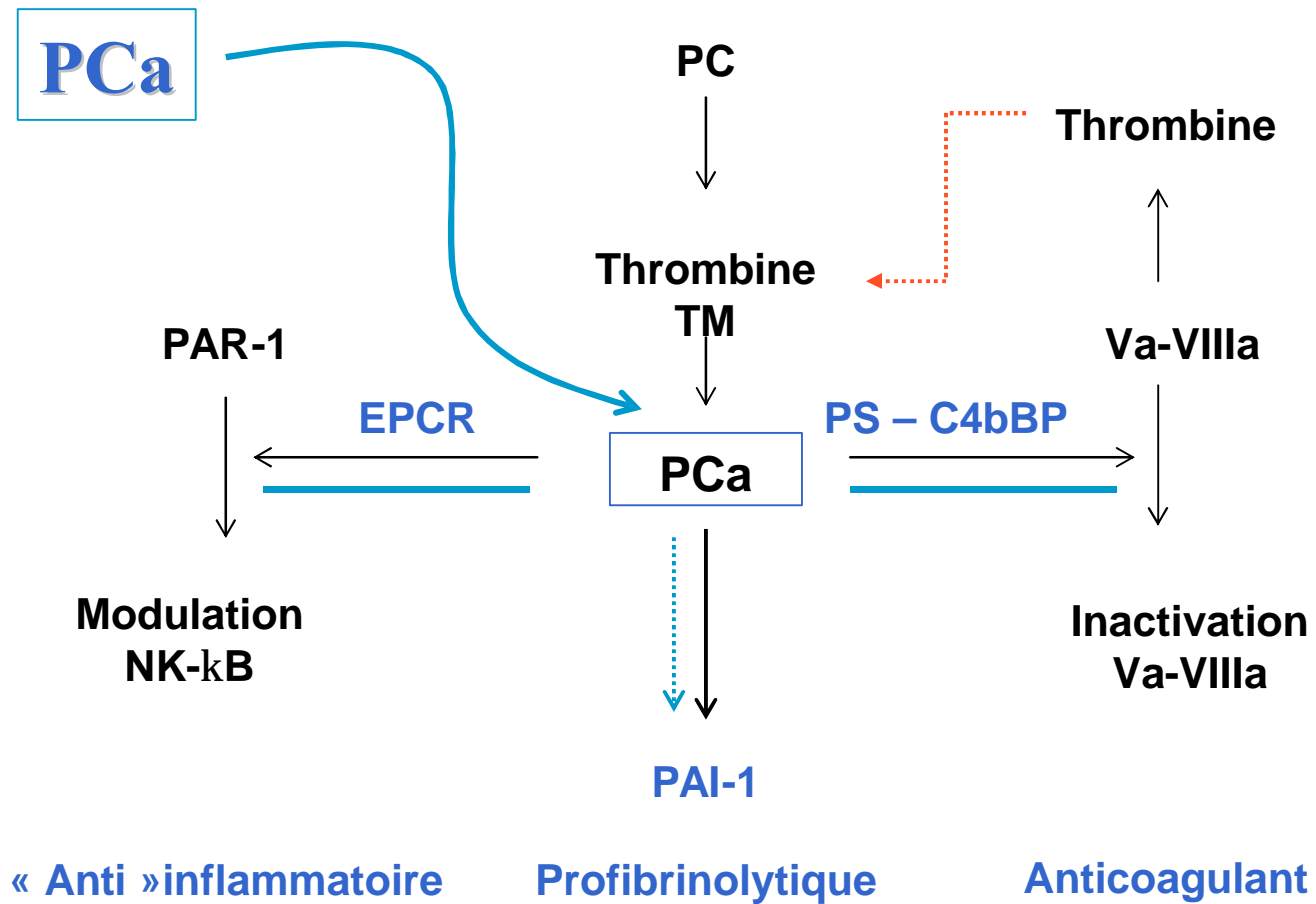 PCa
PC
Thrombine
Thrombine
TM
PAR-1
Va-VIIIa
EPCR
PS – C4bBP
PCa
Modulation
NK-kB
Inactivation
Va-VIIIa
PAI-1
« Anti »inflammatoire
Profibrinolytique
Anticoagulant